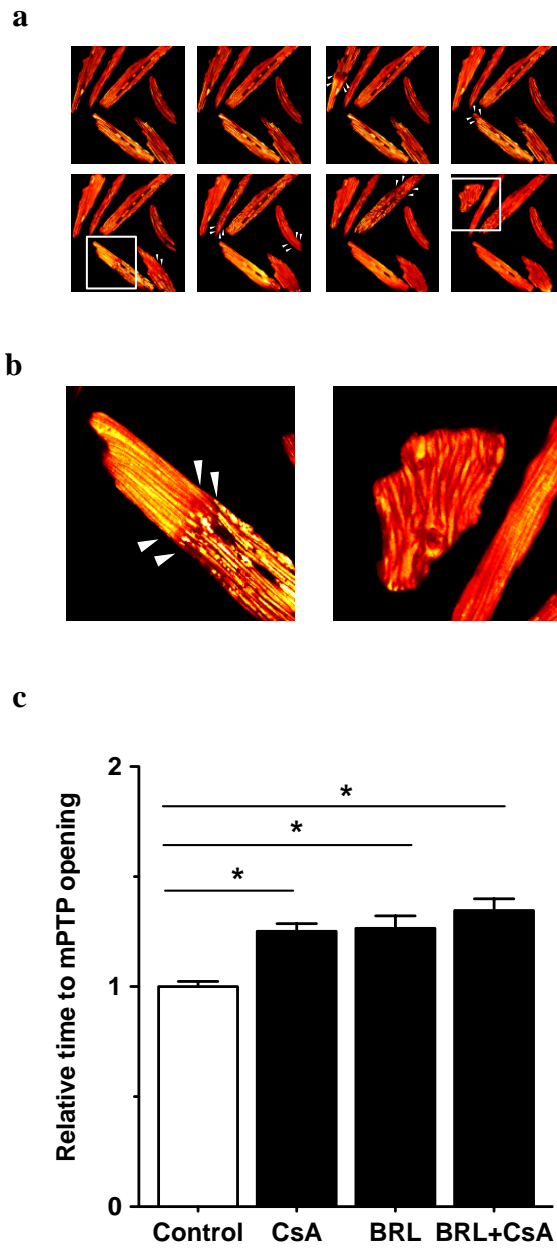 a
b
c
Relative time to mPTP opening
2
1
0
*
*
*
Control CsA BRL BRL+CsA